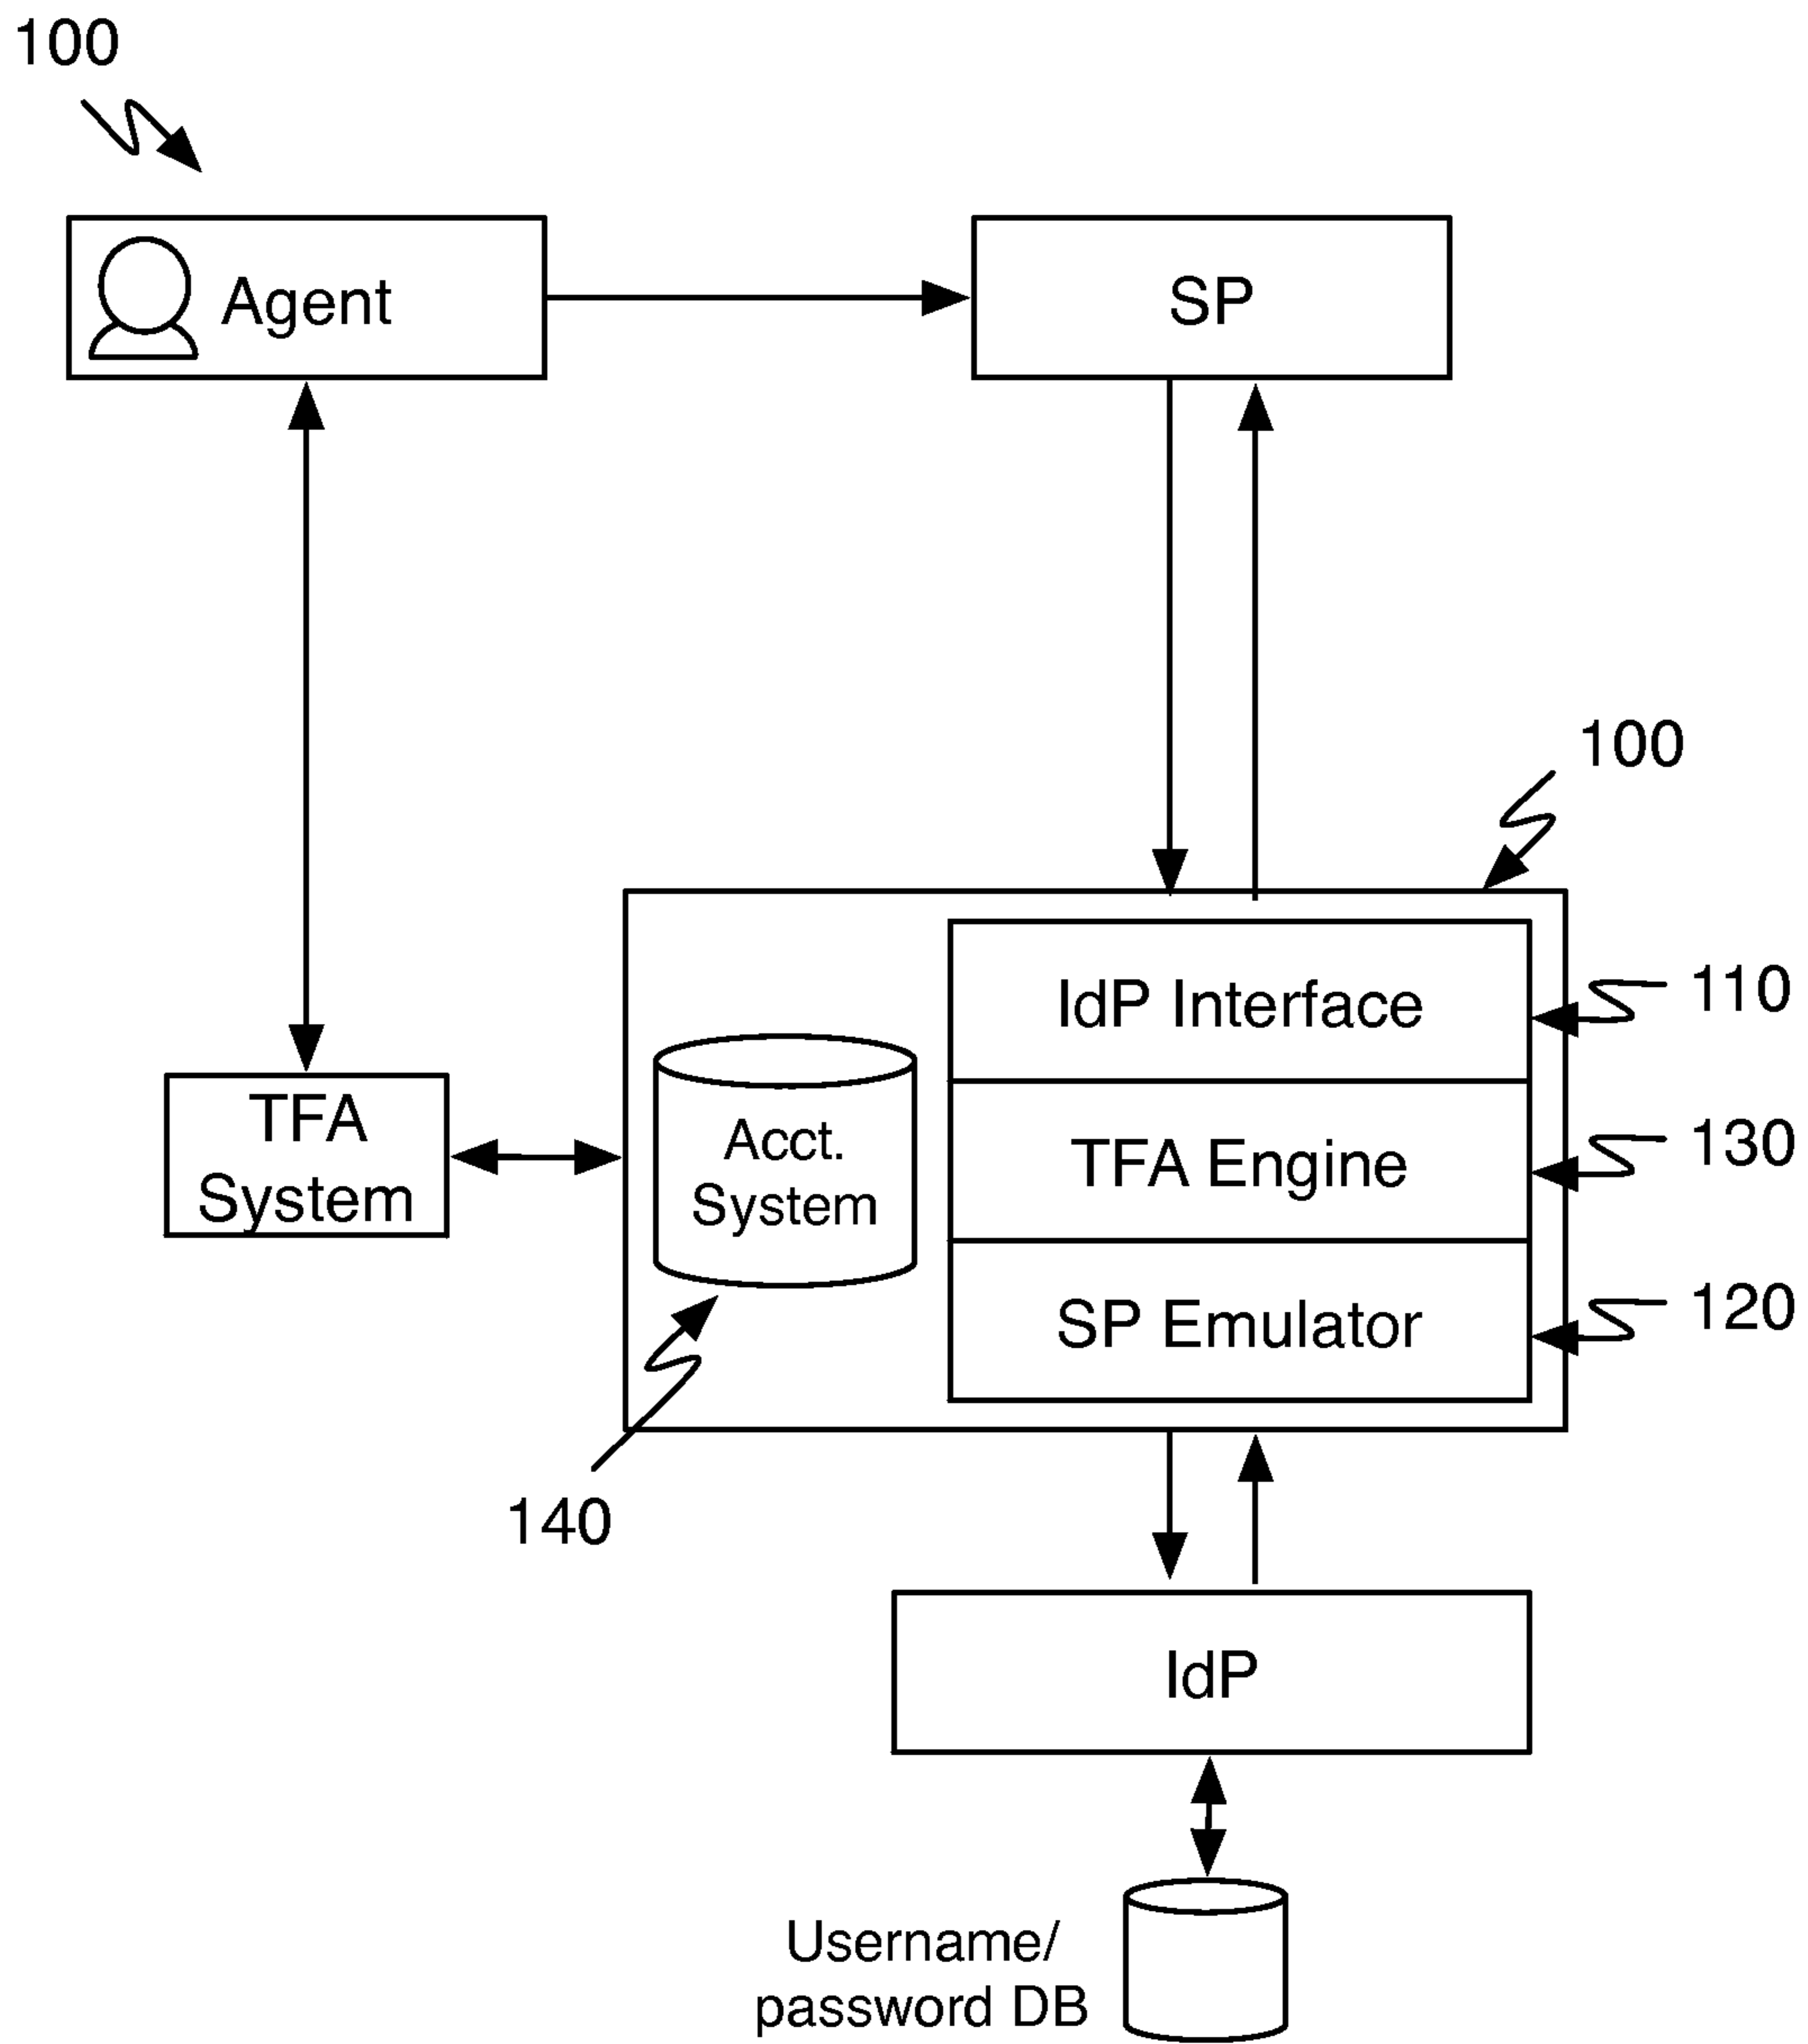 100
Agent
SP
100
IdP Interface
110
TFA
System
Acct.
System
TFA Engine
130
SP Emulator
120
140
IdP
Username/
password DB